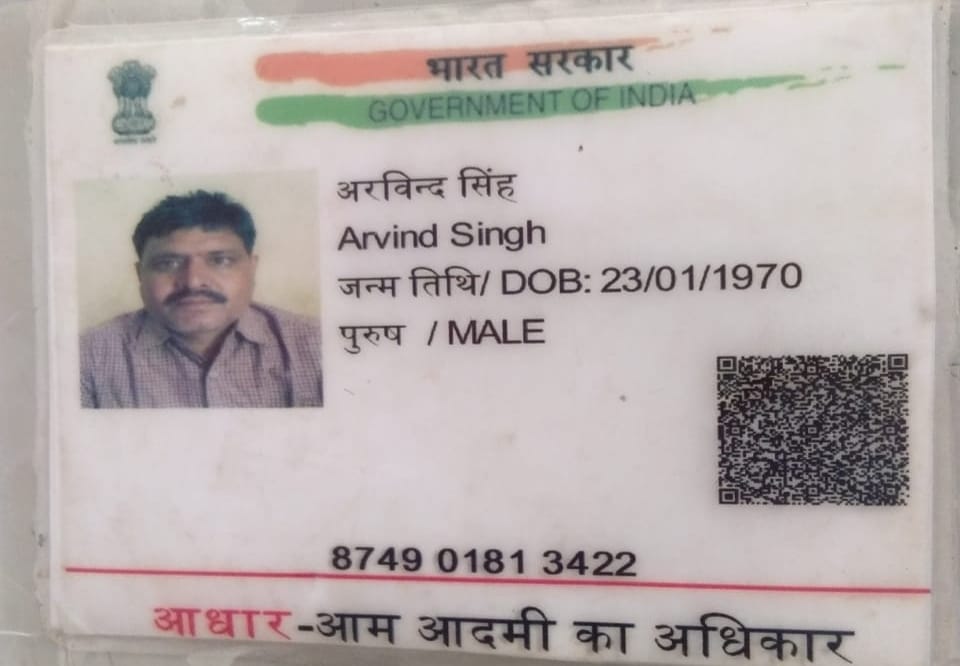 भारत सरकार
GOVERNMENT OF INDIA
अरविन्द सिंह
Arvind Singh
जन्म तिथि/ DOB: 23/01/1970
पुरुष / MALE
8749 0181 3422
आधार-आम आदमी का अधिकार